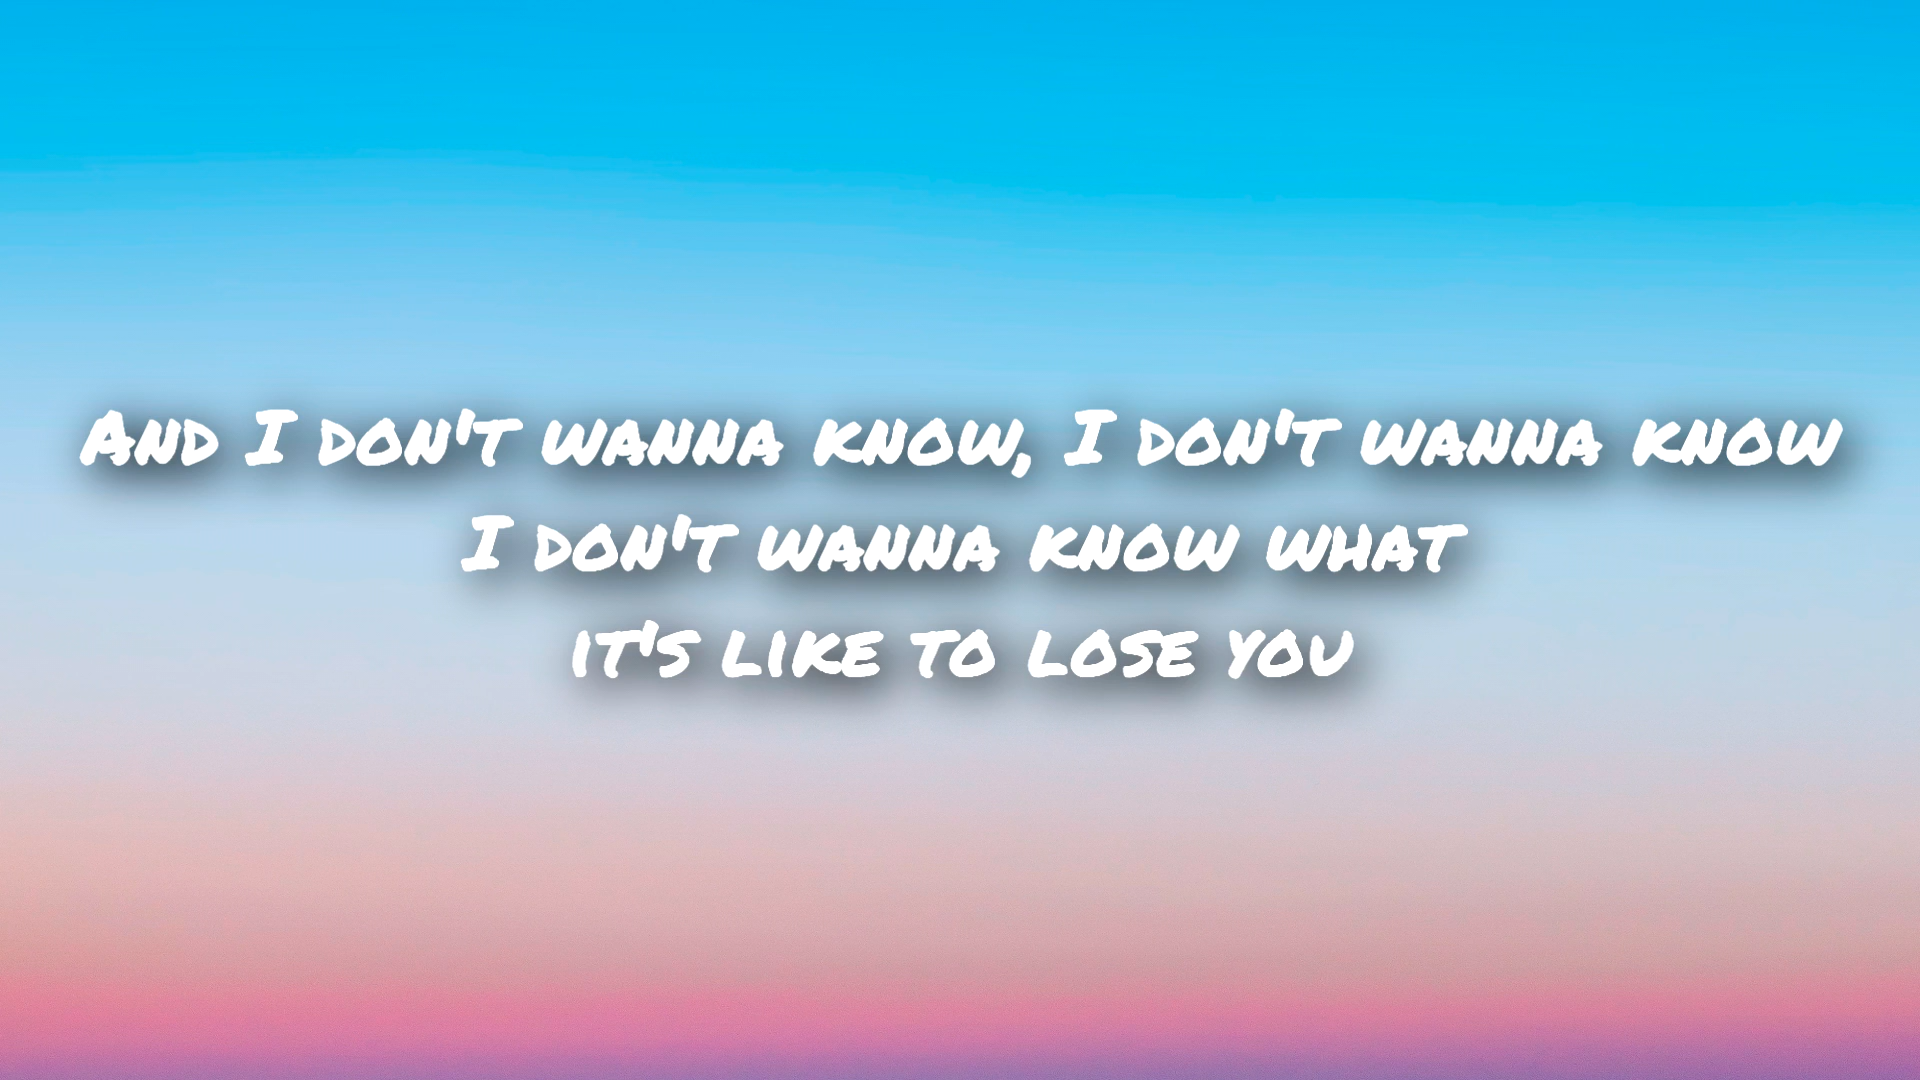 And I don't wanna know, I don't wanna know
I don't wanna know what
it's like to lose you